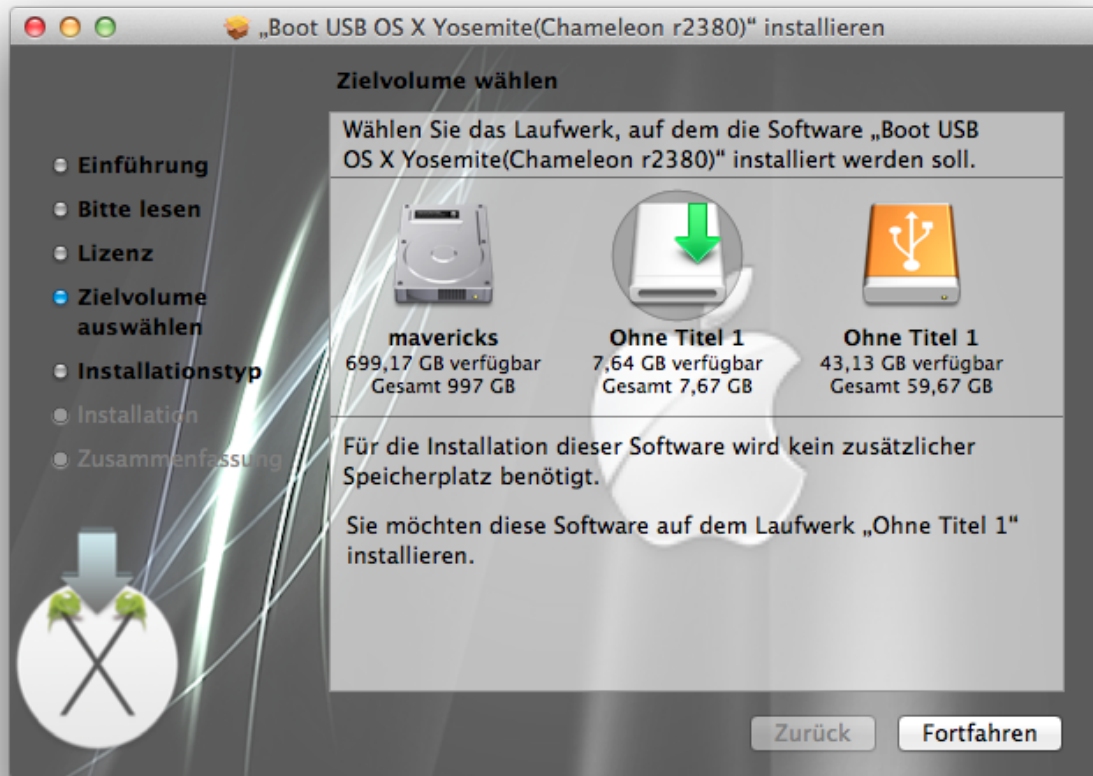 „Boot USB OS X Yosemite(Chameleon r2380)“ installieren
Zielvolume wählen
Einführung
Bitte lesen
Lizenz
Zielvolume
auswählen
Installationstyp
Installation
Zusammenfassung
Wählen Sie das Laufwerk, auf dem die Software „Boot USB
OS X Yosemite(Chameleon r2380)“ installiert werden soll.
mavericks
699,17 GB verfügbar
Gesamt 997 GB
Ohne Titel 1
7,64 GB verfügbar
Gesamt 7,67 GB
Ohne Titel 1
43,13 GB verfügbar
Gesamt 59,67 GB
Für die Installation dieser Software wird kein zusätzlicher
Speicherplatz benötigt.
Sie möchten diese Software auf dem Laufwerk „Ohne Titel 1“
installieren.
Zurück
Fortfahren